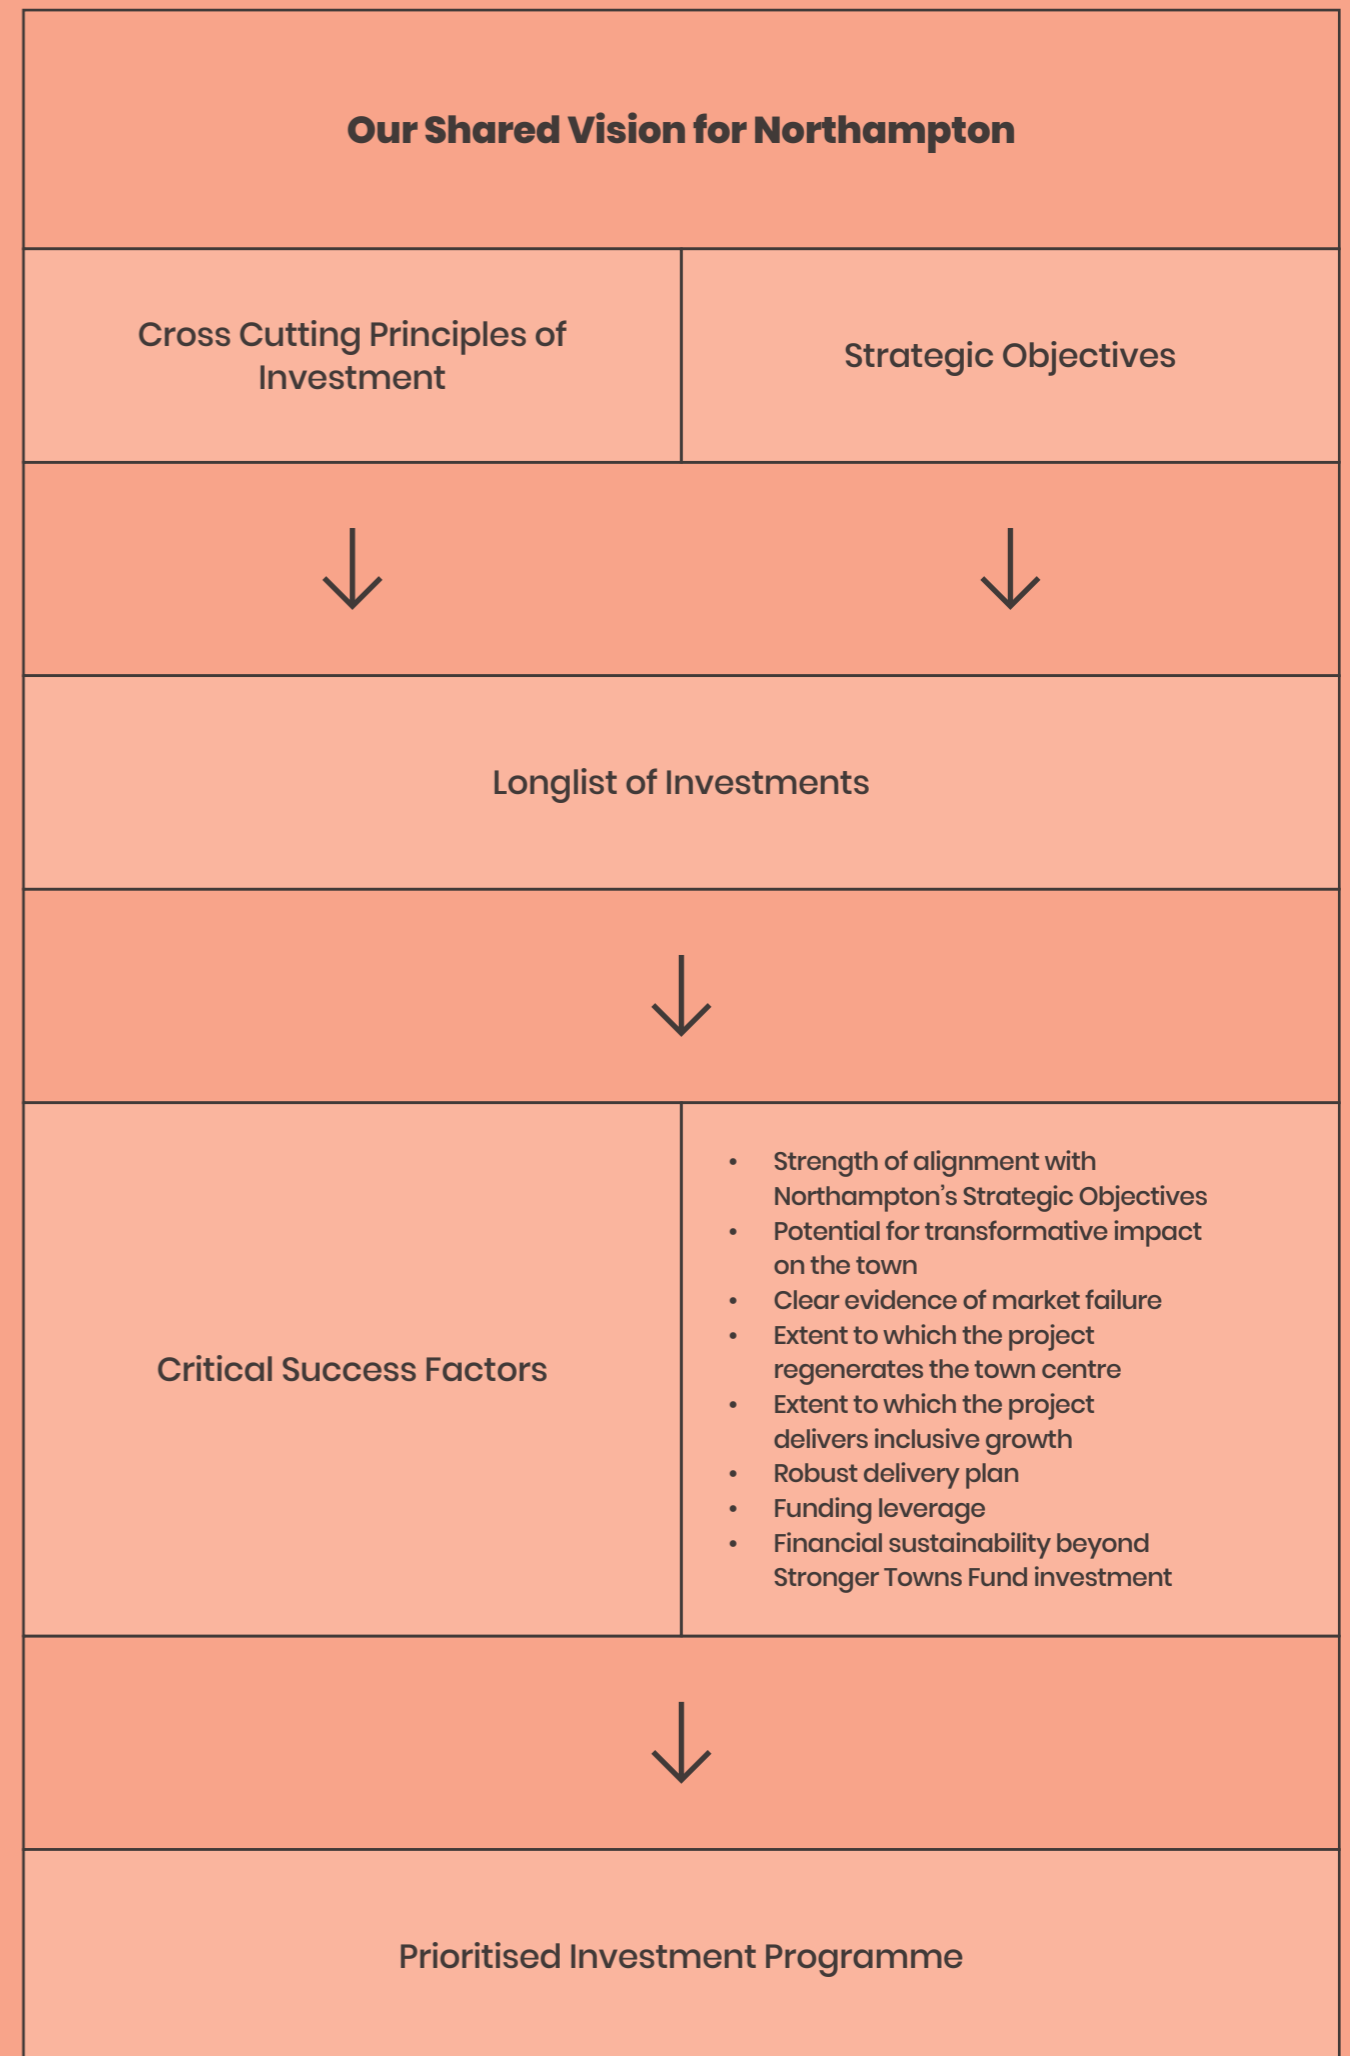 Our Shared Vision for Northampton
Cross Cutting Principles of
Investment
Strategic Objectives
Longlist of Investments
Critical Success Factors
• Strength of alignment with
Northampton’s Strategic Objectives
• Potential for transformative impact
on the town
• Clear evidence of market failure
• Extent to which the project
regenerates the town centre
• Extent to which the project
delivers inclusive growth
• Robust delivery plan
• Funding leverage
• Financial sustainability beyond
Stronger Towns Fund investment
Prioritised Investment Programme